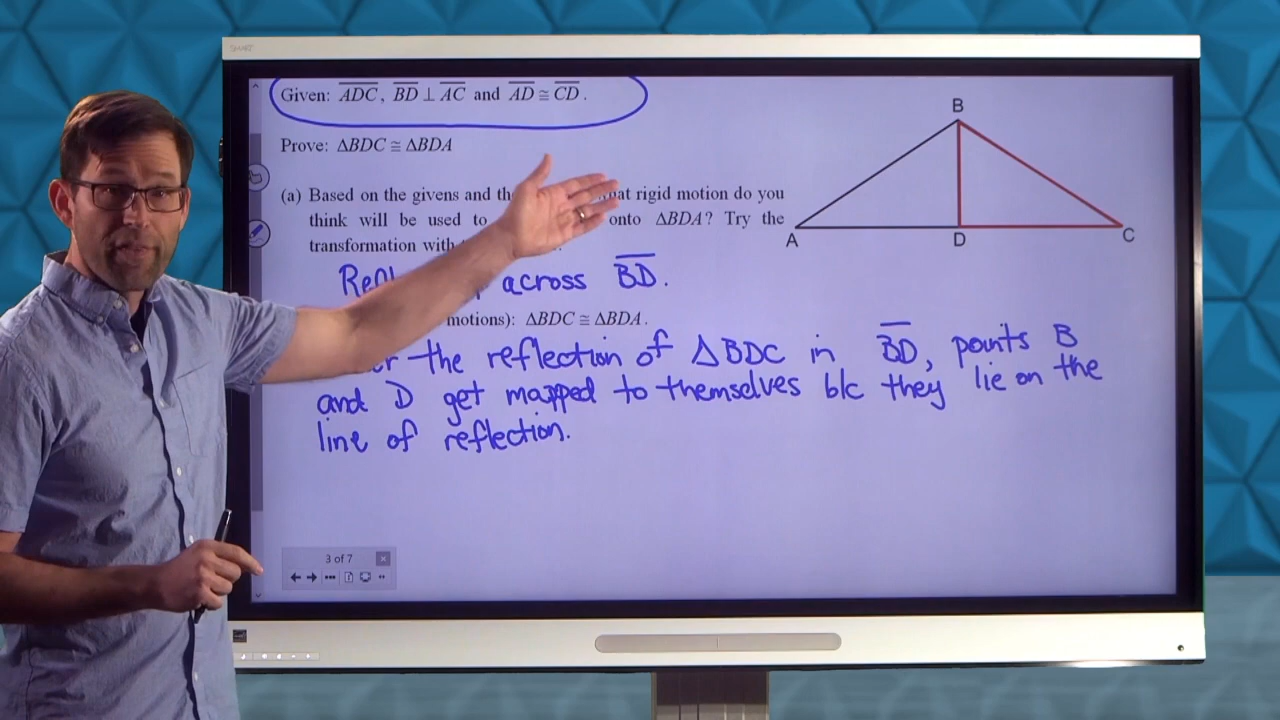 SMART
Given: ADC, BD ⊥ AC and AD ≅ CD.
Prove: ΔBDC ≅ ΔBDA
(a) Based on the givens and the rigid motion do you
think will be used to onto ΔBDA? Try the
transformation with
across BD.
motions): ΔBDC ≅ ΔBDA.
the reflection of ΔBDC in BD, points B
and D get mapped to themselves b/c they lie on the
line of reflection.
B
A
D
C
3 of 7